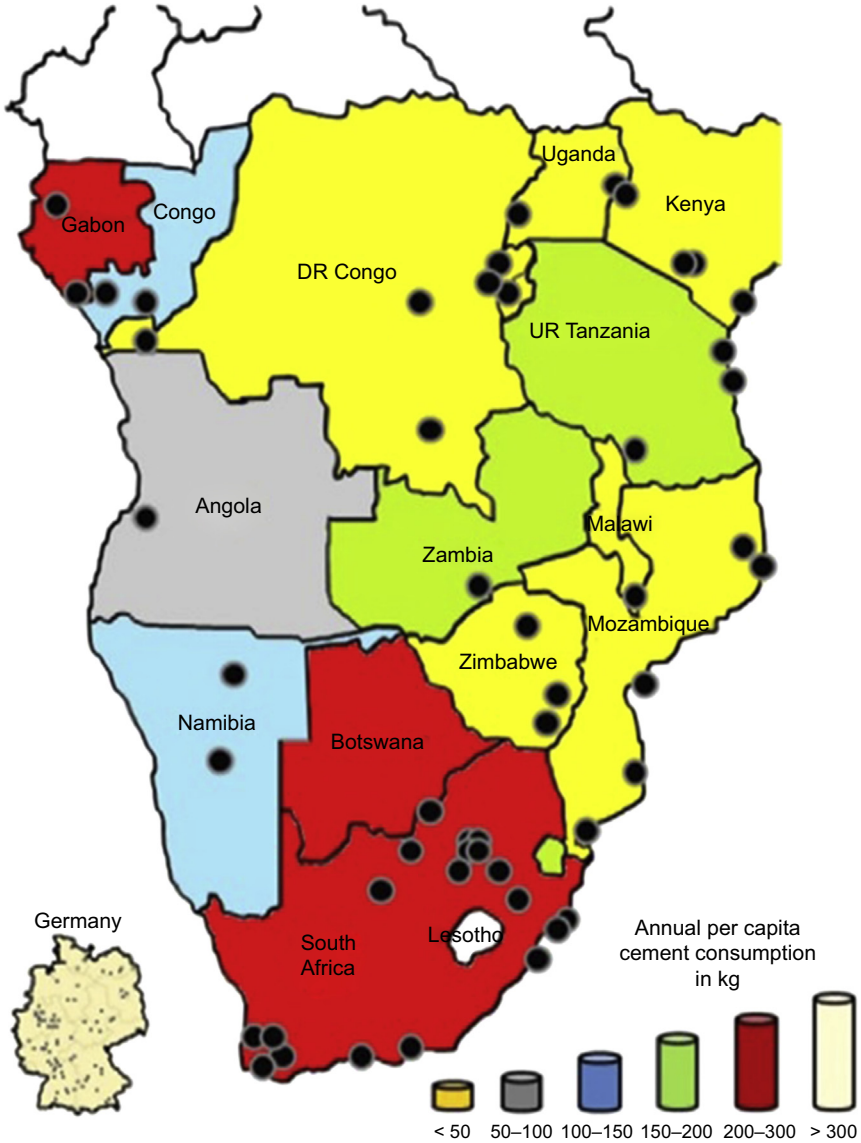 Uganda
Kenya
Gabon
Congo
DR Congo
UR Tanzania
Angola
Malawi
Zambia
Mozambique
Zimbabwe
Namibia
Botswana
Germany
South
Africa
Lesotho
Annual per capita
cement consumption
in kg
< 50
50–100
100–150
150–200
200–300
> 300